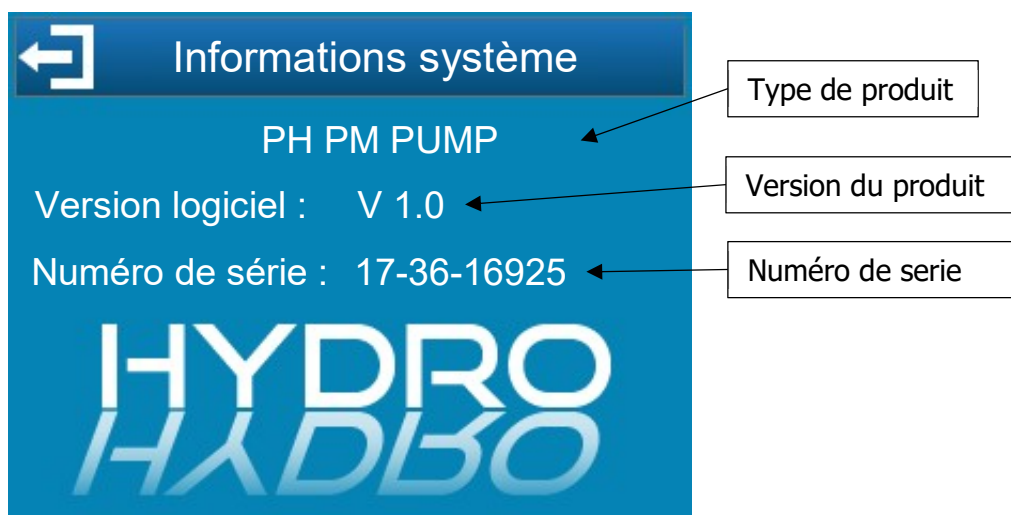 Informations système
Type de produit
PH PM PUMP
Version logiciel : V 1.0
Version du produit
Numéro de série : 17-36-16925
Numéro de serie
HYDRO
HYDRO